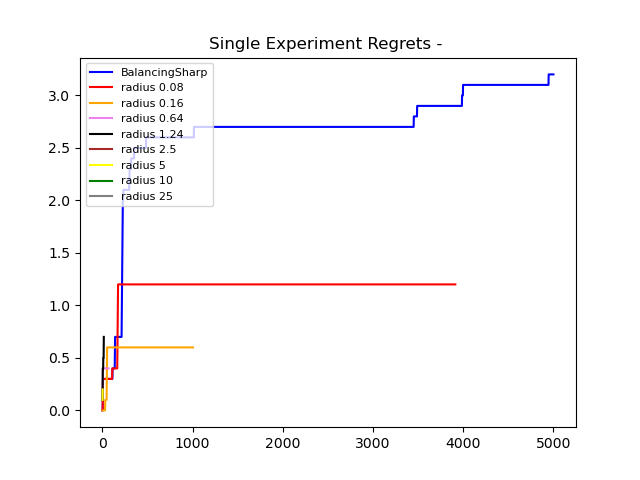 Single Experiment Regrets -
BalancingSharp
radius 0.08
radius 0.16
radius 0.64
radius 1.24
radius 2.5
radius 5
radius 10
radius 25
3.0
2.5
2.0
1.5
1.0
0.5
0.0
0 1000 2000 3000 4000 5000